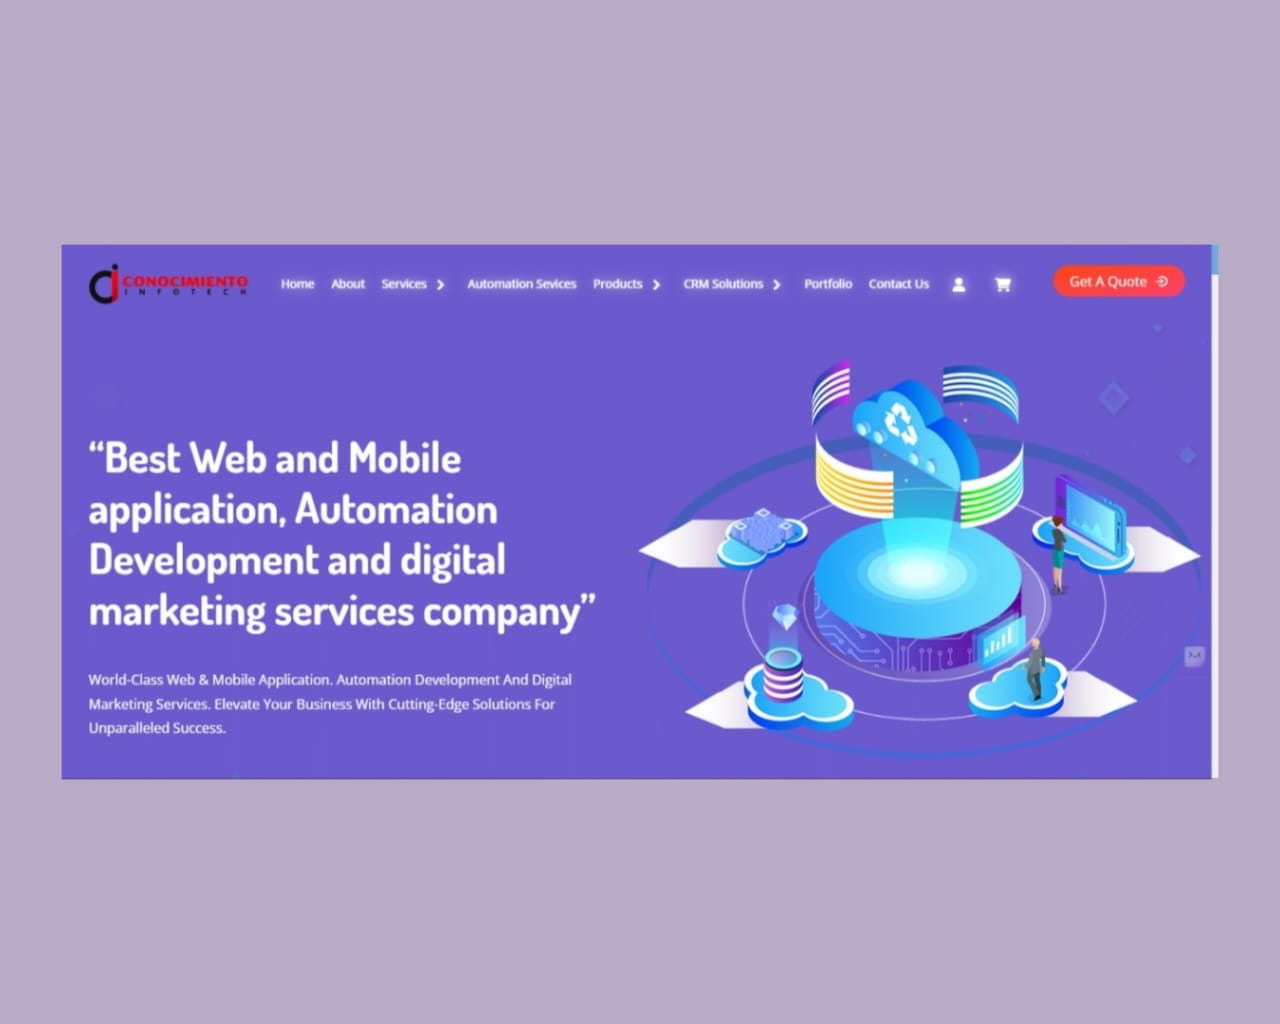 CONOCIMIENTO
INFOTECH
Home About Services Automation Sevices Products CRM Solutions Portfolio Contact Us Get A Quote
“Best Web and Mobile
application, Automation
Development and digital
marketing services company”
World-Class Web & Mobile Application. Automation Development And Digital
Marketing Services. Elevate Your Business With Cutting-Edge Solutions For
Unparalleled Success.